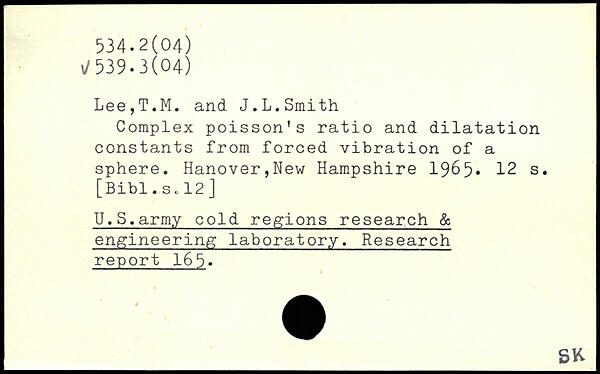 534.2(04)
√539.3(04)
Lee,T.M. and J.L.Smith
Complex poisson's ratio and dilatation
constants from forced vibration of a
sphere. Hanover,New Hampshire 1965. 12 s.
[Bibl.s.12]
U.S.army cold regions research &
engineering laboratory. Research
report 165.
SK